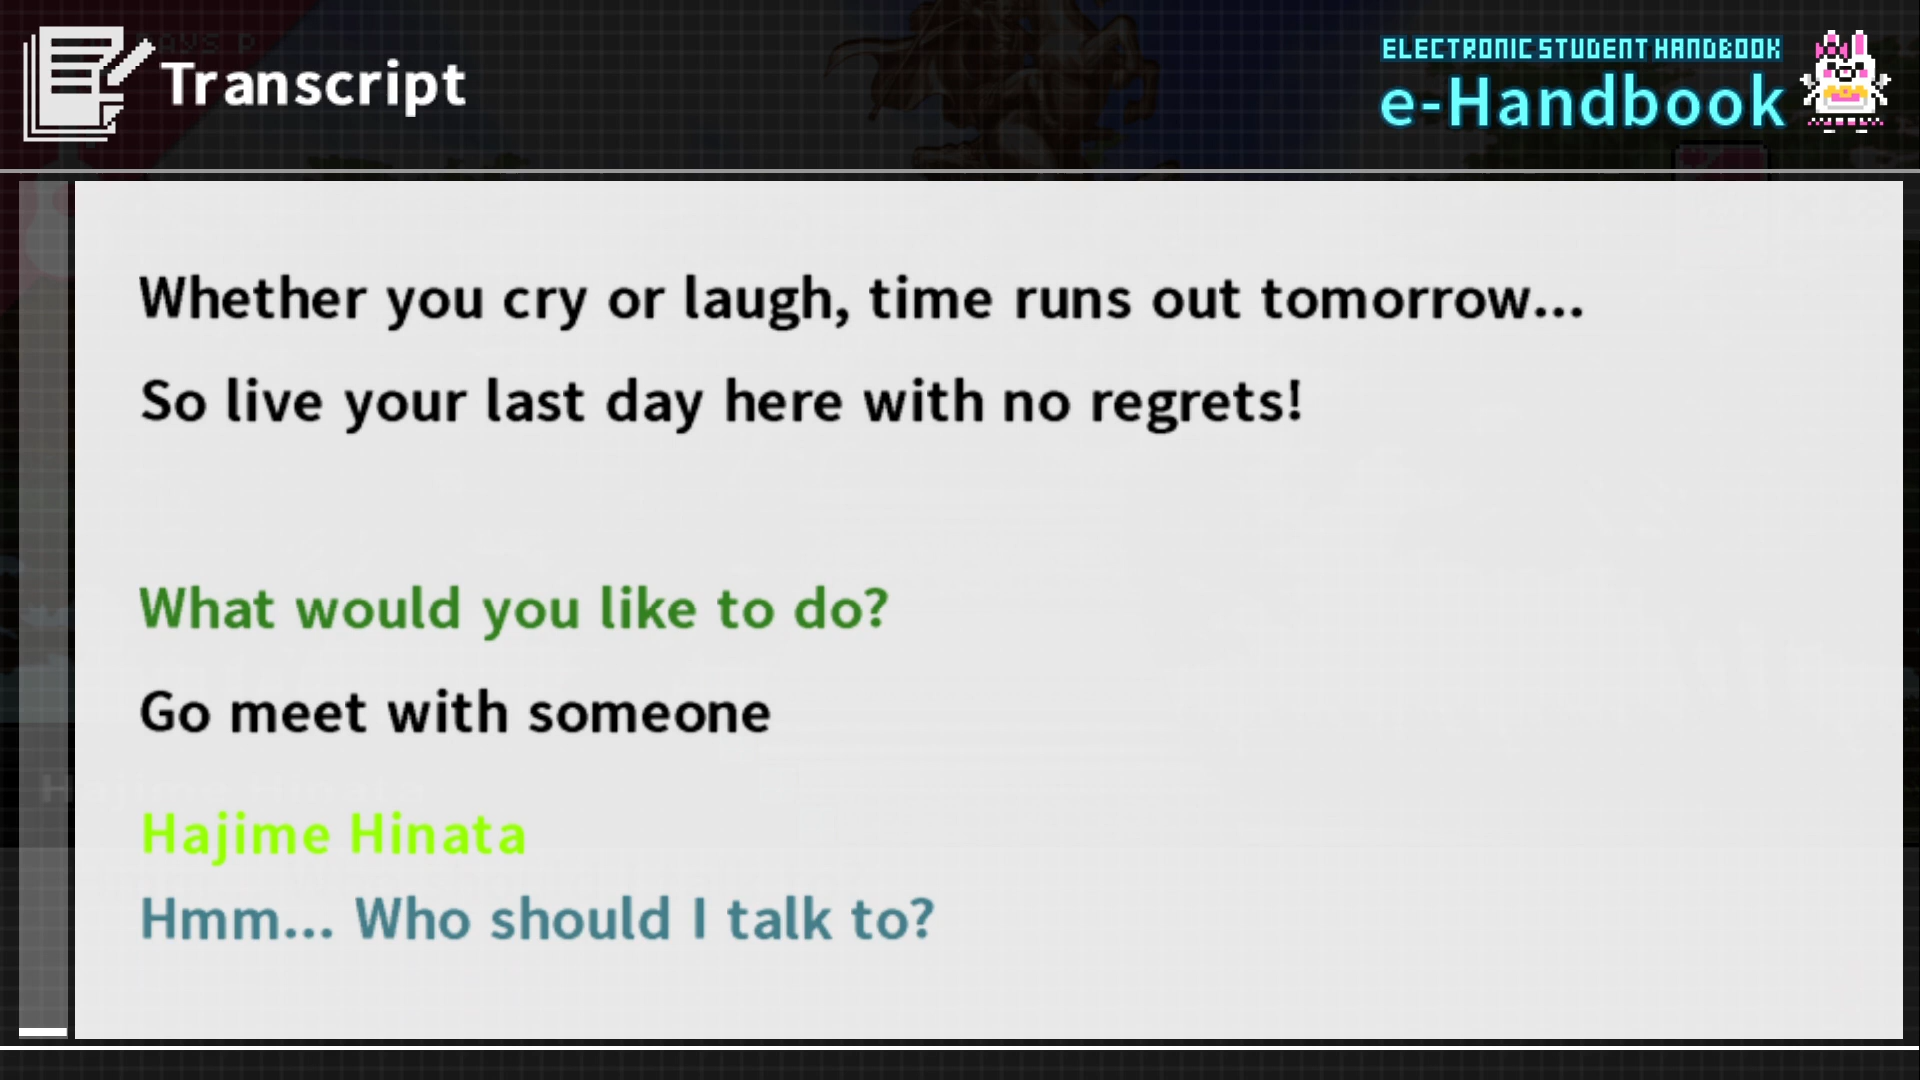 Transcript
ELECTRONIC STUDENT HANDBOOK
e-Handbook
Whether you cry or laugh, time runs out tomorrow...
So live your last day here with no regrets!
What would you like to do?
Go meet with someone
Hajime Hinata
Hmm... Who should I talk to?